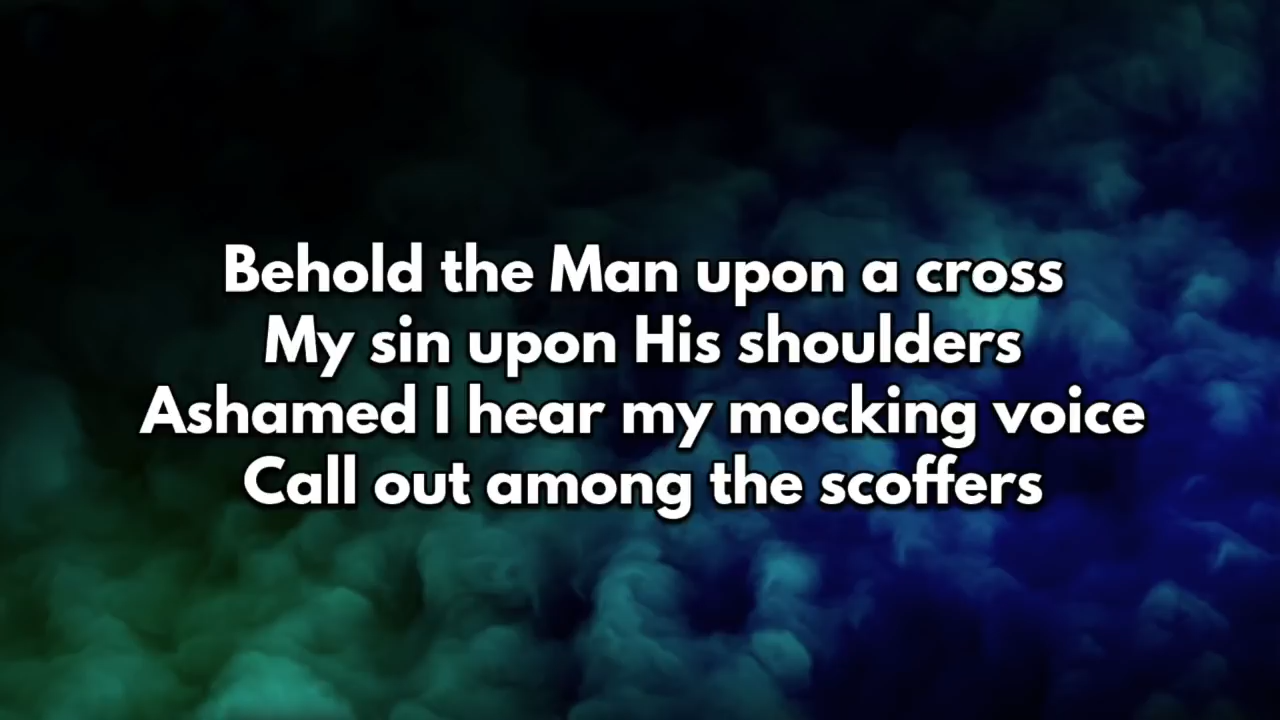 Behold the Man upon a cross
My sin upon His shoulders
Ashamed I hear my mocking voice
Call out among the scoffers